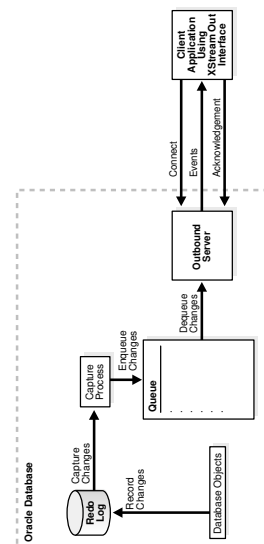 Oracle Database
Redo
Log
Capture
Changes
Capture
Process
Enqueue
Changes
Record
Changes
Database Objects
Queue
Dequeue
Changes
Outbound
Server
Connect
Events
Acknowledgement
Client
Application
Using
XStream Out
Interface